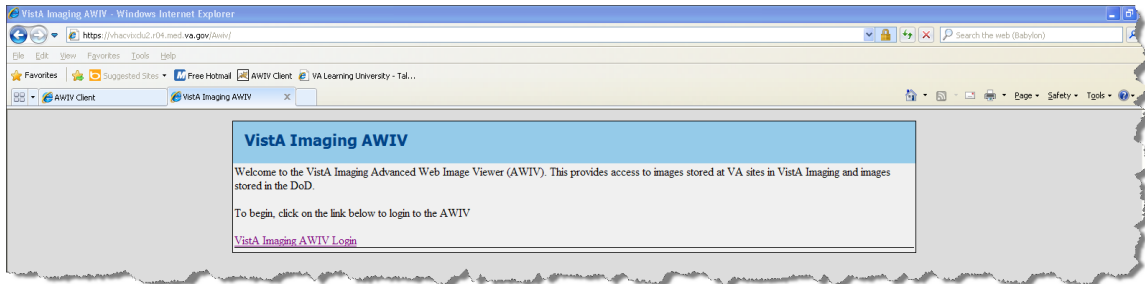 VistA Imaging AWIV - Windows Internet Explorer
https://vhacvixclu2.r04.med.va.gov/Awiv/
Search the web (Babylon)
File Edit View Favorites Tools Help
Favorites Suggested Sites Free Hotmail AWIV Client VA Learning University - Tal...
AWIV Client VistA Imaging AWIV X Page Safety Tools
VistA Imaging AWIV
Welcome to the VistA Imaging Advanced Web Image Viewer (AWIV). This provides access to images stored at VA sites in VistA Imaging and images
stored in the DoD.
To begin, click on the link below to login to the AWIV
VistA Imaging AWIV Login